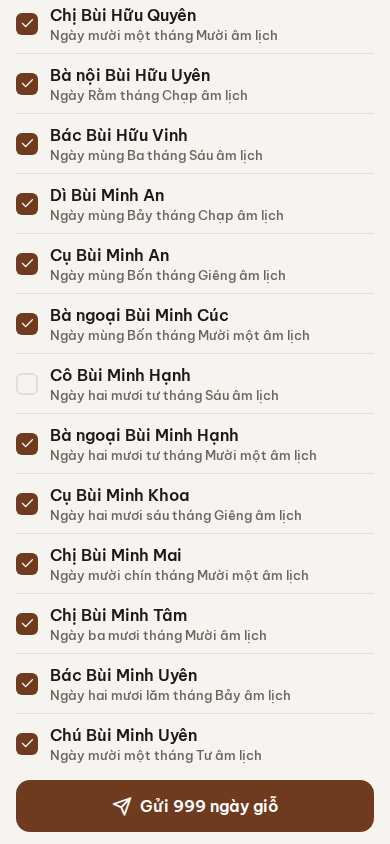 Chị Bùi Hữu Quyên
Ngày mười một tháng Mười âm lịch
Bà nội Bùi Hữu Uyên
Ngày Rằm tháng Chạp âm lịch
Bác Bùi Hữu Vinh
Ngày mùng Ba tháng Sáu âm lịch
Dì Bùi Minh An
Ngày mùng Bảy tháng Chạp âm lịch
Cụ Bùi Minh An
Ngày mùng Bốn tháng Giêng âm lịch
Bà ngoại Bùi Minh Cúc
Ngày mùng Bốn tháng Mười một âm lịch
Cô Bùi Minh Hạnh
Ngày hai mươi tư tháng Sáu âm lịch
Bà ngoại Bùi Minh Hạnh
Ngày hai mươi tư tháng Mười một âm lịch
Cụ Bùi Minh Khoa
Ngày hai mươi sáu tháng Giêng âm lịch
Chị Bùi Minh Mai
Ngày mười chín tháng Mười một âm lịch
Chị Bùi Minh Tâm
Ngày ba mươi tháng Mười âm lịch
Bác Bùi Minh Uyên
Ngày hai mươi lăm tháng Bảy âm lịch
Chú Bùi Minh Uyên
Ngày mười một tháng Tư âm lịch
Gửi 999 ngày giỗ